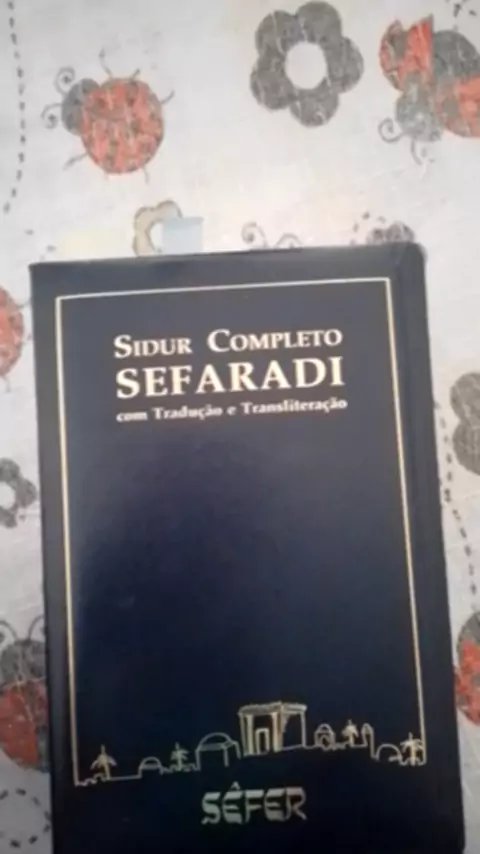 SIDUR COMPLETO
SEFARADI
com Tradução e Transliteração
SÊFER